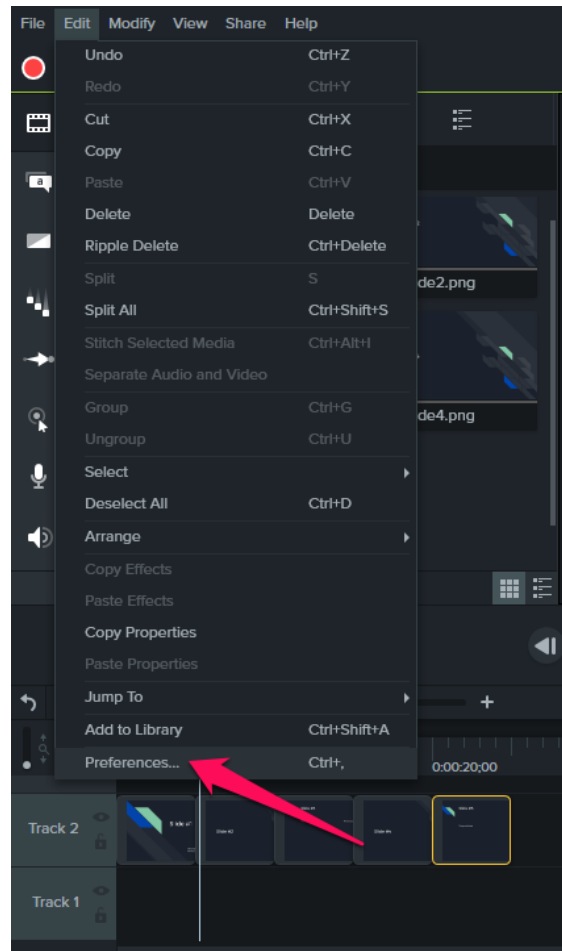 File Edit Modify View Share Help
Undo Ctrl+Z
Redo Ctrl+Y
Cut Ctrl+X
Copy Ctrl+C
Paste Ctrl+V
Delete Delete
Ripple Delete Ctrl+Delete
Split S
de2.png
Split All Ctrl+Shift+S
Stitch Selected Media Ctrl+Alt+I
Separate Audio and Video
Group Ctrl+G
de4.png
Ungroup Ctrl+U
Select
Deselect All Ctrl+D
Arrange
Copy Effects
Paste Effects
Copy Properties
Paste Properties
Jump To
Add to Library Ctrl+Shift+A
Preferences... Ctrl+,
0:00:20;00
Track 2
Slide #2
Track 1